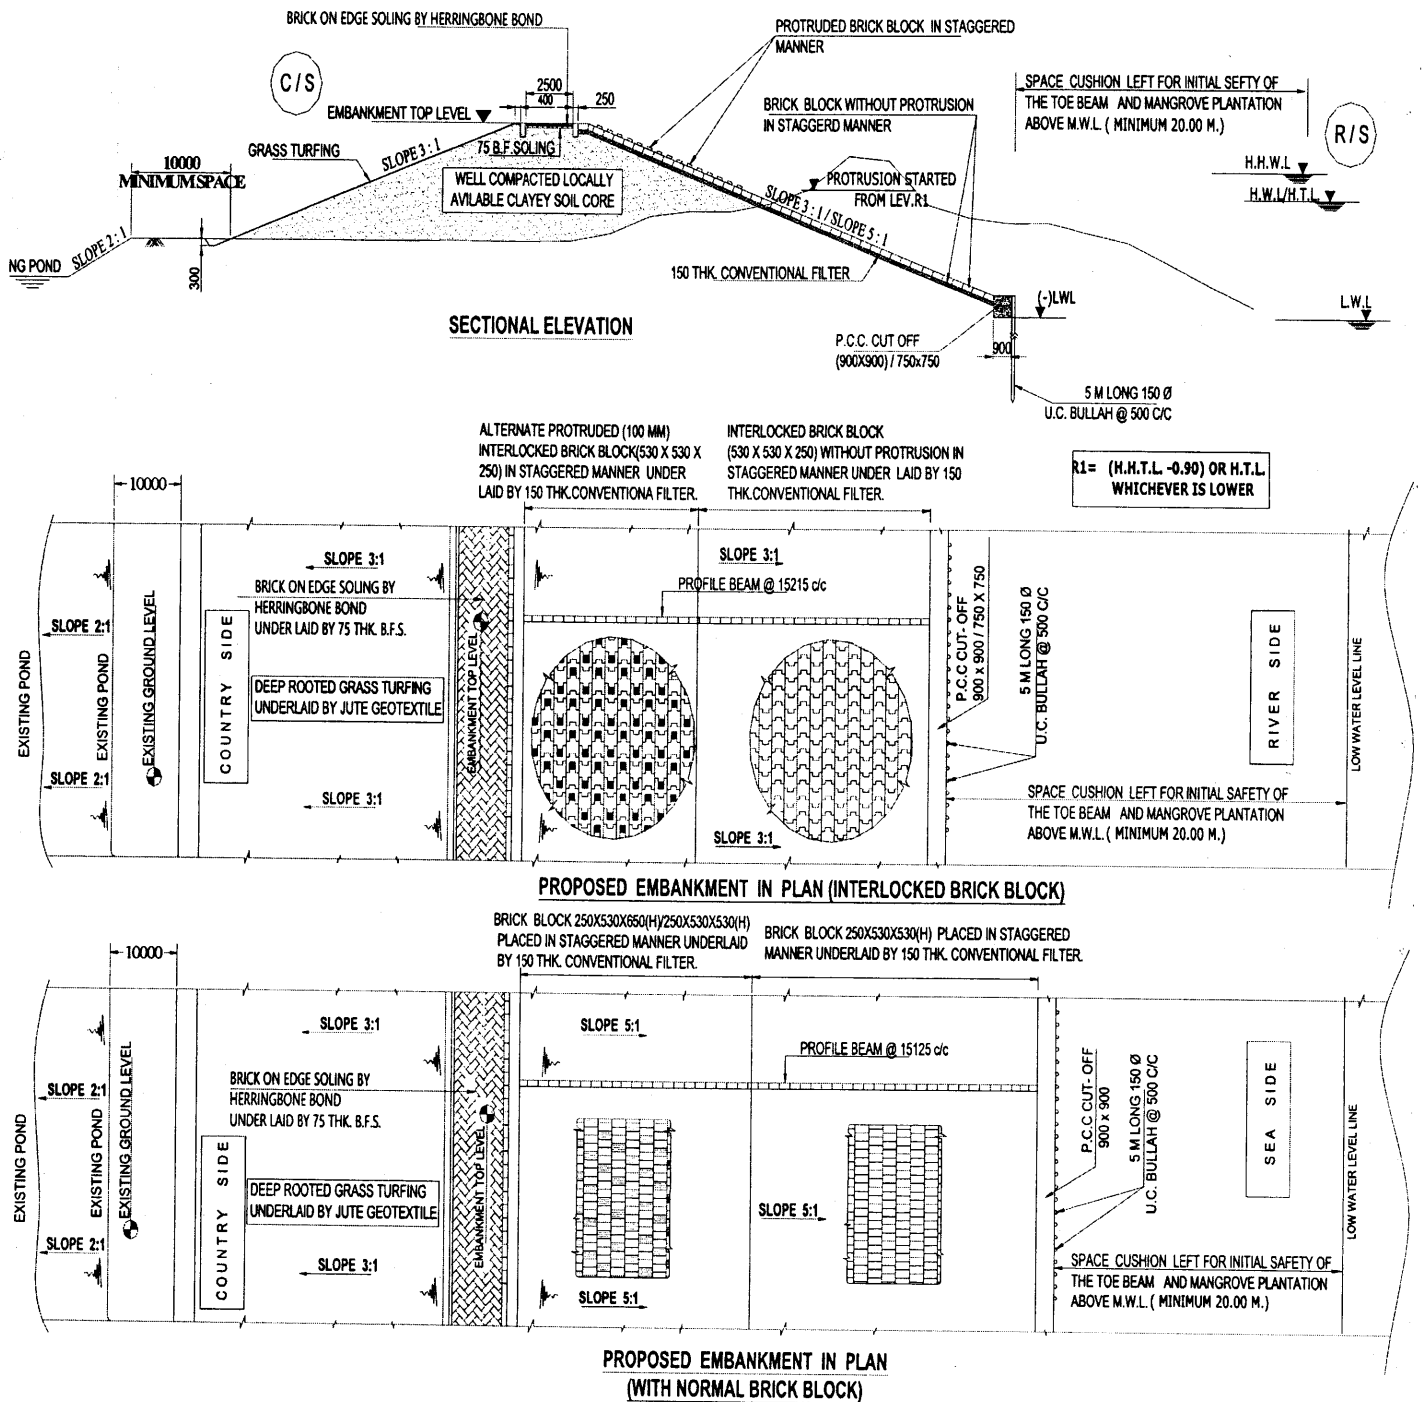 BRICK ON EDGE SOLING BY HERRINGBONE BOND
PROTRUDED BRICK BLOCK IN STAGGERED
MANNER
C/S
2500
400
250
EMBANKMENT TOP LEVEL
BRICK BLOCK WITHOUT PROTRUSION
IN STAGGERD MANNER
SPACE CUSHION LEFT FOR INITIAL SEFTY OF
THE TOE BEAM AND MANGROVE PLANTATION
ABOVE M.W.L. ( MINIMUM 20.00 M.)
R/S
GRASS TURFING
SLOPE 3 : 1
75 B.F.SOLING
10000
MINIMUMSPACE
WELL COMPACTED LOCALLY
AVILABLE CLAYEY SOIL CORE
PROTRUSION STARTED
FROM LEV.R1
H.H.W.L
H.W.L/H.T.L
SLOPE 3 : 1 / SLOPE 5 : 1
SLOPE 2 : 1
NG POND
300
150 THK. CONVENTIONAL FILTER
SECTIONAL ELEVATION
(-)LWL
L.W.L
P.C.C. CUT OFF
(900X900) / 750x750
900
5 M LONG 150 Ø
U.C. BULLAH @ 500 C/C
ALTERNATE PROTRUDED (100 MM)
INTERLOCKED BRICK BLOCK(530 X 530 X
250) IN STAGGERED MANNER UNDER
LAID BY 150 THK.CONVENTIONA FILTER.
INTERLOCKED BRICK BLOCK
(530 X 530 X 250) WITHOUT PROTRUSION IN
STAGGERED MANNER UNDER LAID BY 150
THK.CONVENTIONAL FILTER.
R1= (H.H.T.L. -0.90) OR H.T.L.
WHICHEVER IS LOWER
10000
SLOPE 3:1
SLOPE 3:1
BRICK ON EDGE SOLING BY
HERRINGBONE BOND
UNDER LAID BY 75 THK. B.F.S.
PROFILE BEAM @ 15215 c/c
SLOPE 2:1
EXISTING POND
EXISTING POND
EXISTING GROUND LEVEL
COUNTRY SIDE
DEEP ROOTED GRASS TURFING
UNDERLAID BY JUTE GEOTEXTILE
EMBANKMENT TOP LEVEL
P.C.C CUT- OFF
900 x 900 / 750 X 750
5 M LONG 150 Ø
U.C. BULLAH @ 500 C/C
RIVER SIDE
LOW WATER LEVEL LINE
SLOPE 2:1
SLOPE 3:1
SLOPE 3:1
SPACE CUSHION LEFT FOR INITIAL SAFETY OF
THE TOE BEAM AND MANGROVE PLANTATION
ABOVE M.W.L. ( MINIMUM 20.00 M.)
PROPOSED EMBANKMENT IN PLAN (INTERLOCKED BRICK BLOCK)
BRICK BLOCK 250X530X650(H)/250X530X530(H)
PLACED IN STAGGERED MANNER UNDERLAID
BY 150 THK. CONVENTIONAL FILTER.
BRICK BLOCK 250X530X530(H) PLACED IN STAGGERED
MANNER UNDERLAID BY 150 THK. CONVENTIONAL FILTER.
10000
SLOPE 3:1
SLOPE 5:1
PROFILE BEAM @ 15125 c/c
BRICK ON EDGE SOLING BY
HERRINGBONE BOND
UNDER LAID BY 75 THK. B.F.S.
SLOPE 2:1
EXISTING POND
EXISTING POND
EXISTING GROUND LEVEL
COUNTRY SIDE
DEEP ROOTED GRASS TURFING
UNDERLAID BY JUTE GEOTEXTILE
EMBANKMENT TOP LEVEL
SLOPE 5:1
P.C.C CUT- OFF
900 x 900
5 M LONG 150 Ø
U.C. BULLAH @ 500 C/C
SEA SIDE
LOW WATER LEVEL LINE
SLOPE 2:1
SLOPE 3:1
SLOPE 5:1
SPACE CUSHION LEFT FOR INITIAL SAFETY OF
THE TOE BEAM AND MANGROVE PLANTATION
ABOVE M.W.L. ( MINIMUM 20.00 M.)
PROPOSED EMBANKMENT IN PLAN
(WITH NORMAL BRICK BLOCK)